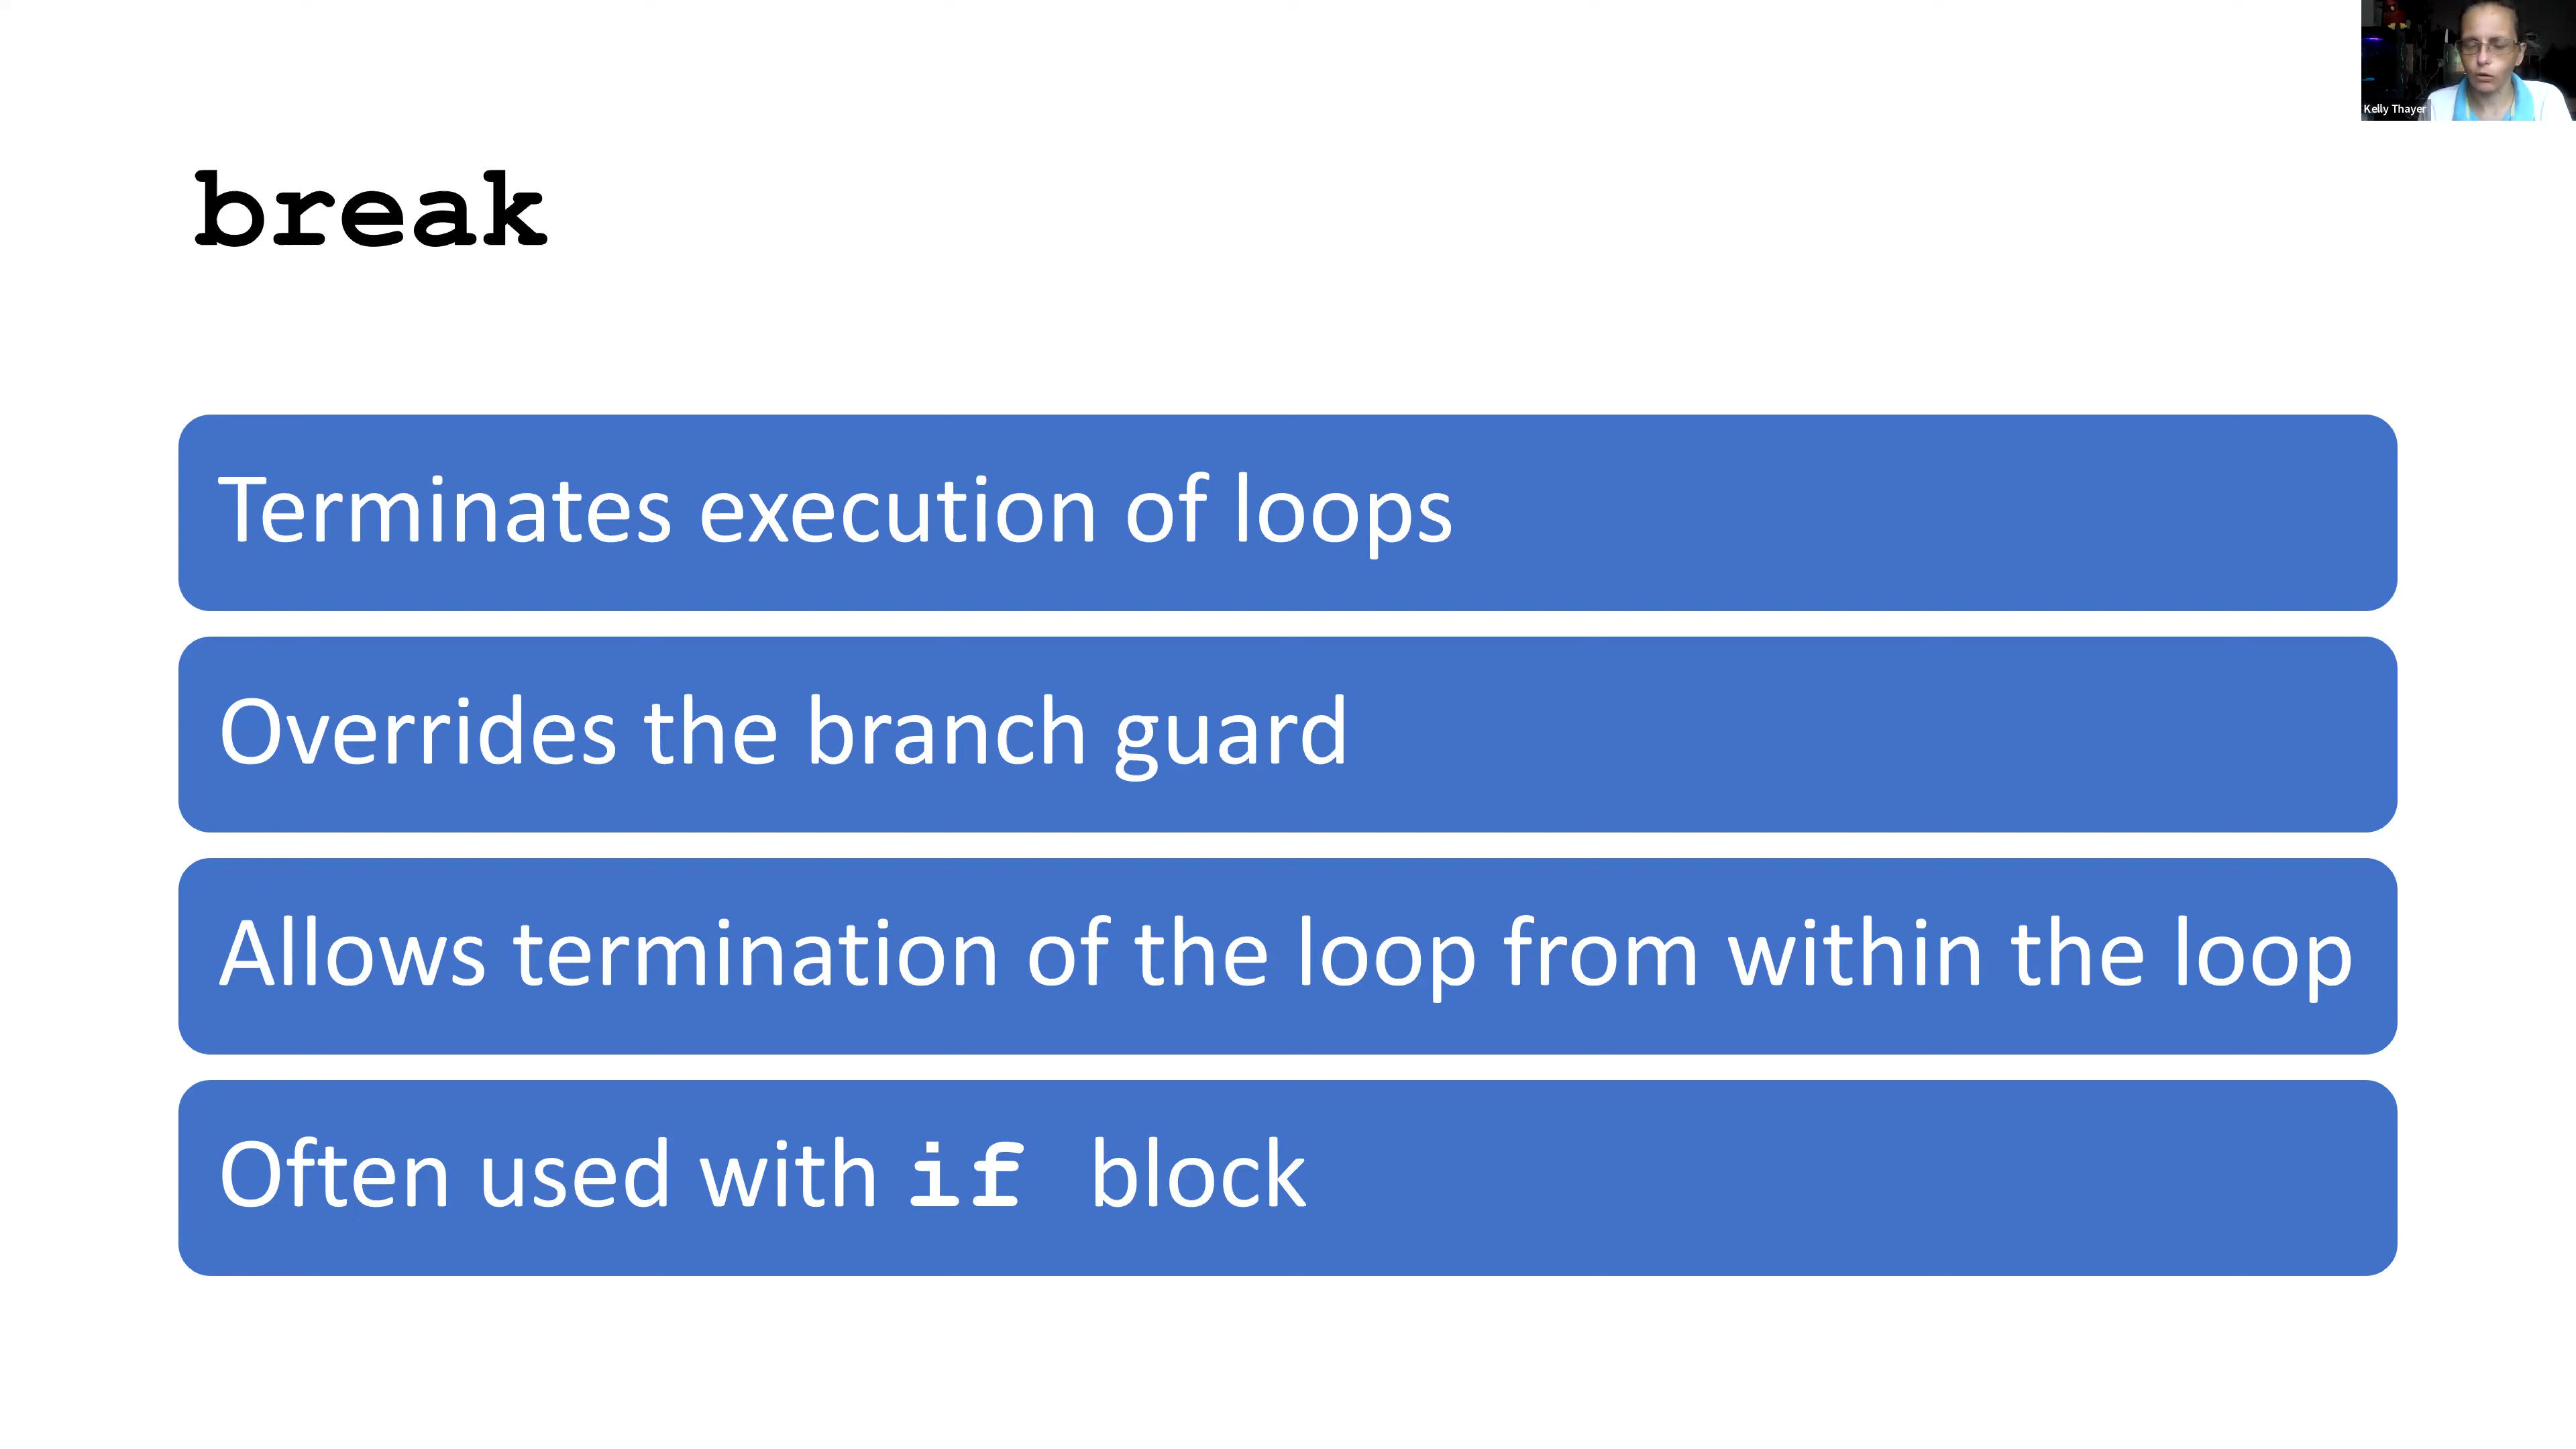 Kelly Thayer
break
Terminates execution of loops
Overrides the branch guard
Allows termination of the loop from within the loop
Often used with if block